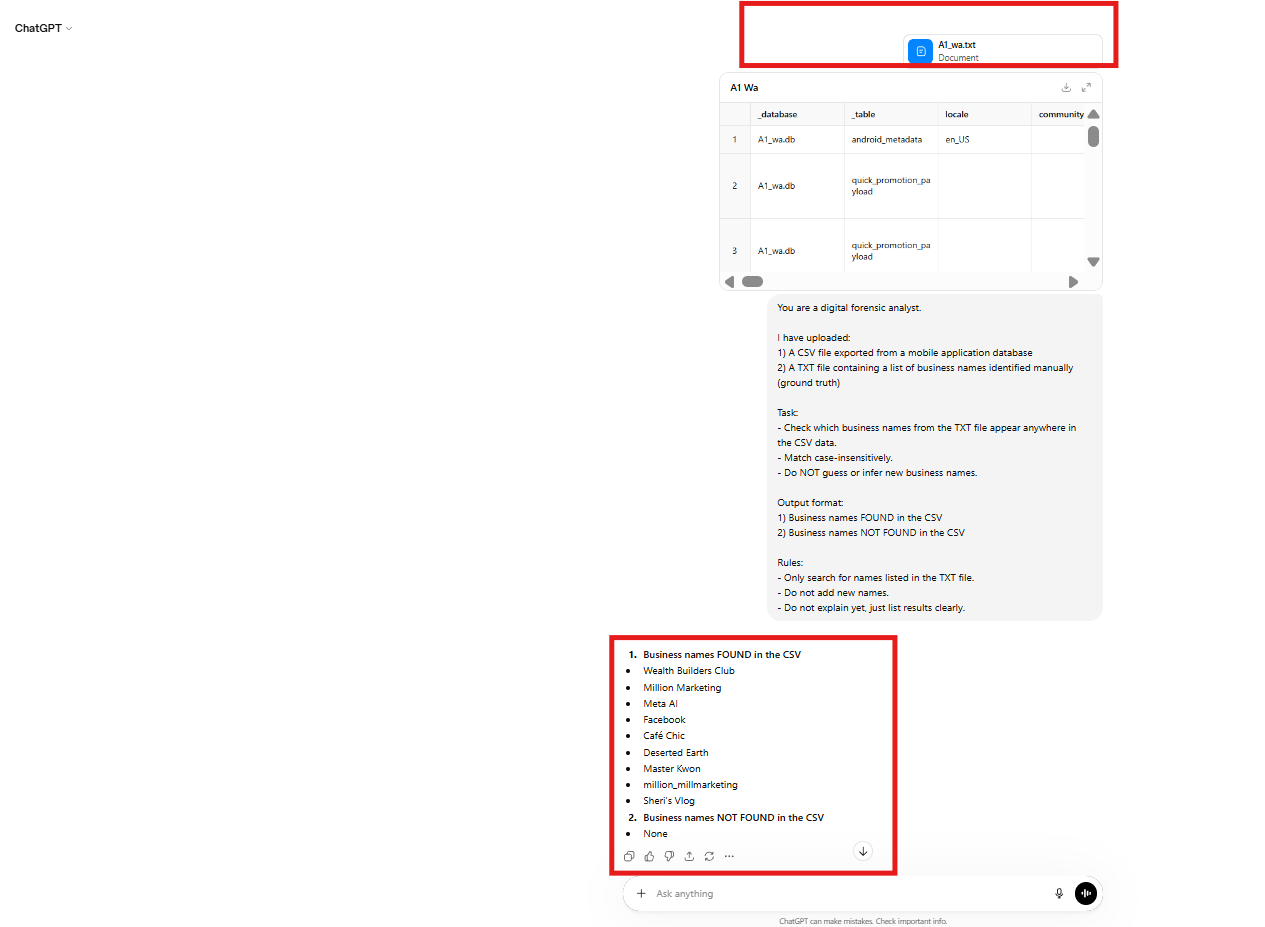 ChatGPT
A1_wa.txt
Document
A1 Wa
_database _table locale community
1 A1_wa.db android_metadata en_US
2 A1_wa.db quick_promotion_pa
yload
3 A1_wa.db quick_promotion_pa
yload
You are a digital forensic analyst.
I have uploaded:
1) A CSV file exported from a mobile application database
2) A TXT file containing a list of business names identified manually
(ground truth)
Task:
- Check which business names from the TXT file appear anywhere in
the CSV data.
- Match case-insensitively.
- Do NOT guess or infer new business names.
Output format:
1) Business names FOUND in the CSV
2) Business names NOT FOUND in the CSV
Rules:
- Only search for names listed in the TXT file.
- Do not add new names.
- Do not explain yet, just list results clearly.
1. Business names FOUND in the CSV
• Wealth Builders Club
• Million Marketing
• Meta AI
• Facebook
• Café Chic
• Deserted Earth
• Master Kwon
• million_millmarketing
• Sheri's Vlog
2. Business names NOT FOUND in the CSV
• None
Ask anything
ChatGPT can make mistakes. Check important info.